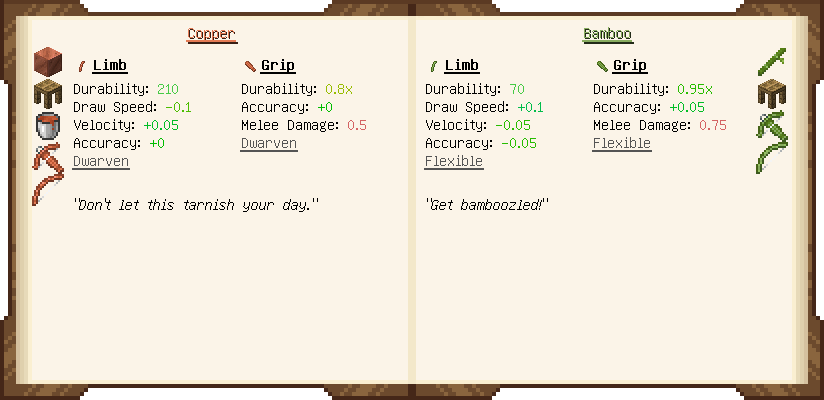 Copper
Limb
Durability: 210
Draw Speed: -0.1
Velocity: +0.05
Accuracy: +0
Dwarven
Grip
Durability: 0.8x
Accuracy: +0
Melee Damage: 0.5
Dwarven
"Don't let this tarnish your day."
Bamboo
Limb
Durability: 70
Draw Speed: +0.1
Velocity: -0.05
Accuracy: -0.05
Flexible
Grip
Durability: 0.95x
Accuracy: +0.05
Melee Damage: 0.75
Flexible
"Get bamboozled!"